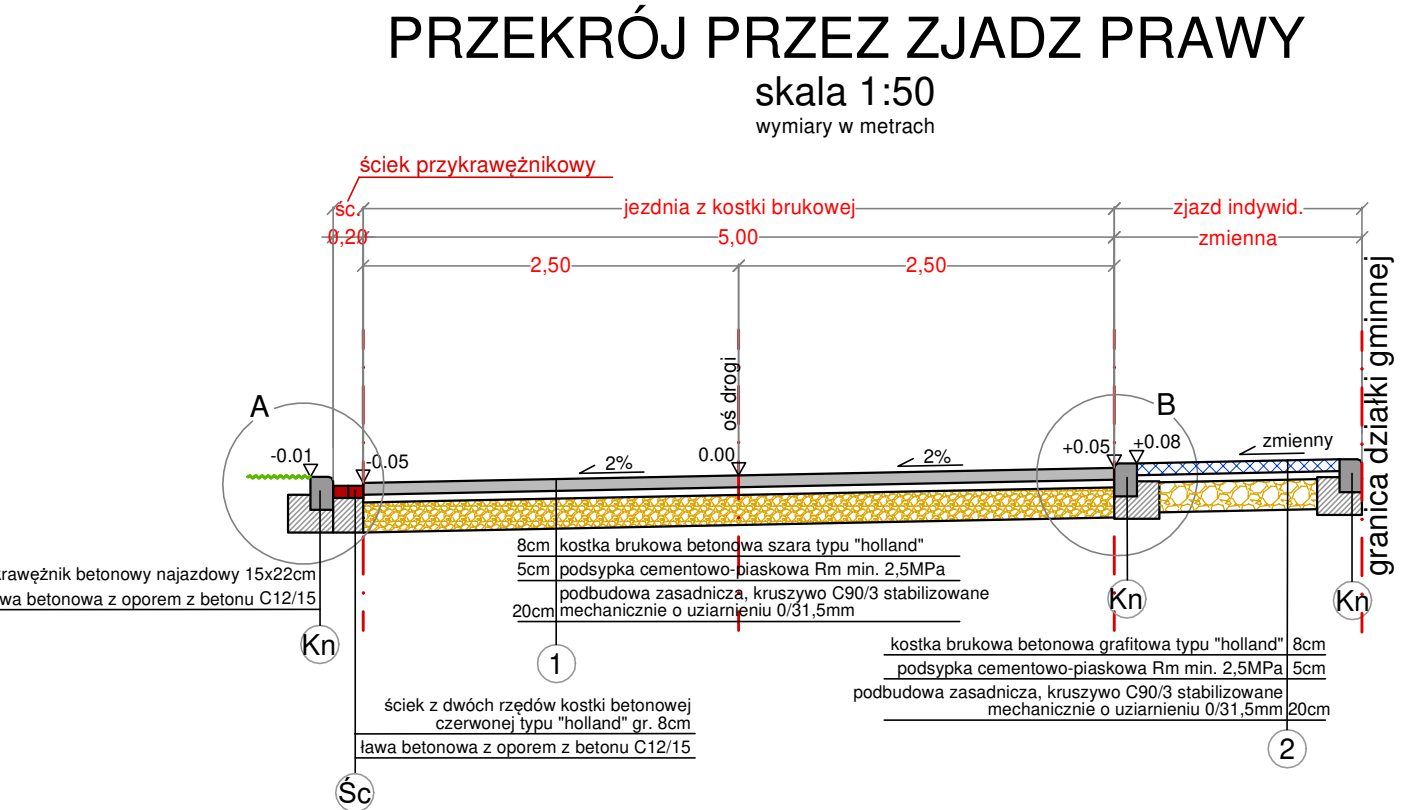 PRZEKRÓJ PRZEZ ZJADZ PRAWY
skala 1:50
wymiary w metrach
ściek przykrawężnikowy
śc.
jezdnia z kostki brukowej
zjazd indywid.
0,20
5,00
zmienna
2,50
2,50
granica działki gminnej
oś drogi
A
B
-0.01
-0.05
2%
0.00
2%
+0.05
+0.08
zmienny
8cm kostka brukowa betonowa szara typu "holland"
5cm podsypka cementowo-piaskowa Rm min. 2,5MPa
podbudowa zasadnicza, kruszywo C90/3 stabilizowane
20cm mechanicznie o uziarnieniu 0/31,5mm
1
krawężnik betonowy najazdowy 15x22cm
wa betonowa z oporem z betonu C12/15
Kn
Kn
Kn
kostka brukowa betonowa grafitowa typu "holland" 8cm
podsypka cementowo-piaskowa Rm min. 2,5MPa 5cm
podbudowa zasadnicza, kruszywo C90/3 stabilizowane
mechanicznie o uziarnieniu 0/31,5mm 20cm
2
ściek z dwóch rzędów kostki betonowej
czerwonej typu "holland" gr. 8cm
ława betonowa z oporem z betonu C12/15
Śc